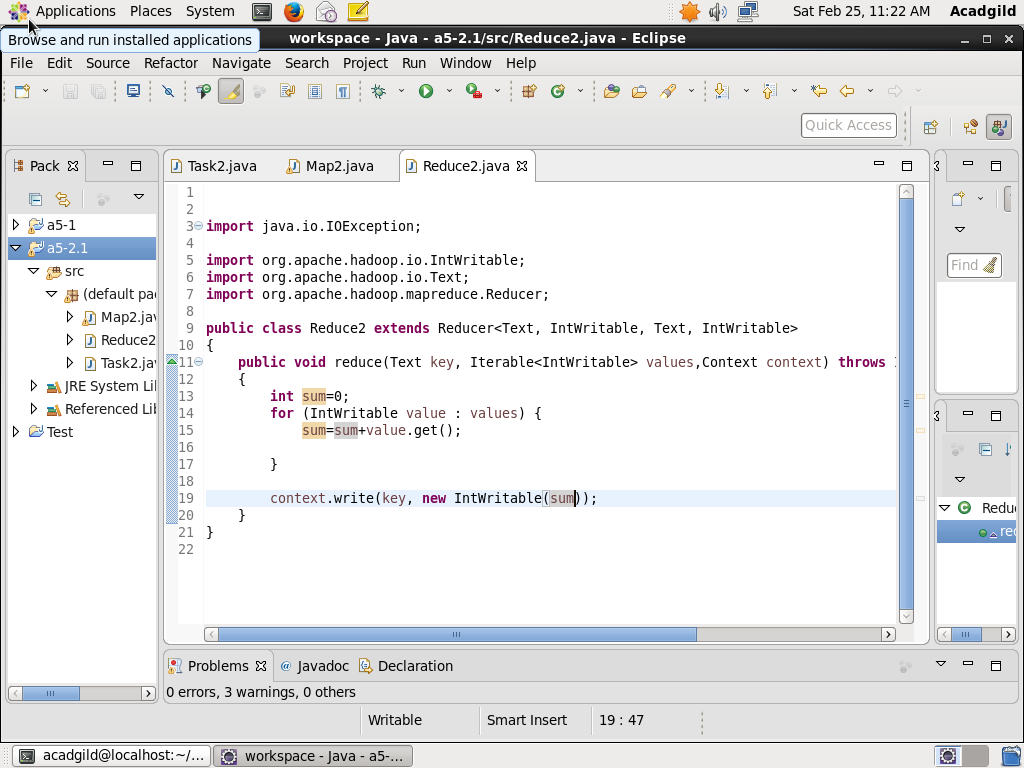 Applications Places System Sat Feb 25, 11:22 AM Acadgild
Browse and run installed applications
workspace - Java - a5-2.1/src/Reduce2.java - Eclipse
File Edit Source Refactor Navigate Search Project Run Window Help
Quick Access
Pack
a5-1
a5-2.1
src
(default pa
Map2.jav
Reduce2
Task2.jav
JRE System Li
Referenced Lib
Test
Task2.java Map2.java Reduce2.java
1
2
3 import java.io.IOException;
4
5 import org.apache.hadoop.io.IntWritable;
6 import org.apache.hadoop.io.Text;
7 import org.apache.hadoop.mapreduce.Reducer;
8
9 public class Reduce2 extends Reducer<Text, IntWritable, Text, IntWritable>
10 {
11 public void reduce(Text key, Iterable<IntWritable> values,Context context) throws
12 {
13 int sum=0;
14 for (IntWritable value : values) {
15 sum=sum+value.get();
16
17 }
18
19 context.write(key, new IntWritable(sum));
20 }
21 }
22
Find
Redu
red
Problems @ Javadoc Declaration
0 errors, 3 warnings, 0 others
Writable Smart Insert 19 : 47
acadgild@localhost:~/... workspace - Java - a5-...